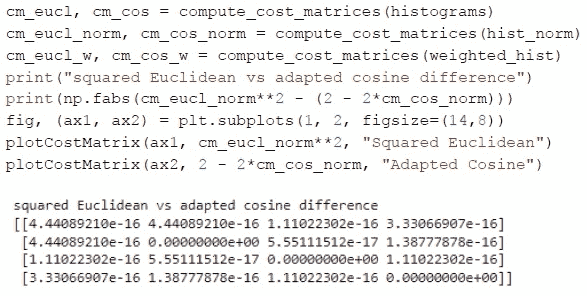 cm_eucl, cm_cos = compute_cost_matrices(histograms)
cm_eucl_norm, cm_cos_norm = compute_cost_matrices(hist_norm)
cm_eucl_w, cm_cos_w = compute_cost_matrices(weighted_hist)
print("squared Euclidean vs adapted cosine difference")
print(np.fabs(cm_eucl_norm**2 - (2 - 2*cm_cos_norm)))
fig, (ax1, ax2) = plt.subplots(1, 2, figsize=(14,8))
plotCostMatrix(ax1, cm_eucl_norm**2, "Squared Euclidean")
plotCostMatrix(ax2, 2 - 2*cm_cos_norm, "Adapted Cosine")
squared Euclidean vs adapted cosine difference
[[4.44089210e-16 4.44089210e-16 1.11022302e-16 3.33066907e-16]
[4.44089210e-16 0.00000000e+00 5.55111512e-17 1.38777878e-16]
[1.11022302e-16 5.55111512e-17 0.00000000e+00 1.11022302e-16]
[3.33066907e-16 1.38777878e-16 1.11022302e-16 0.00000000e+00]]